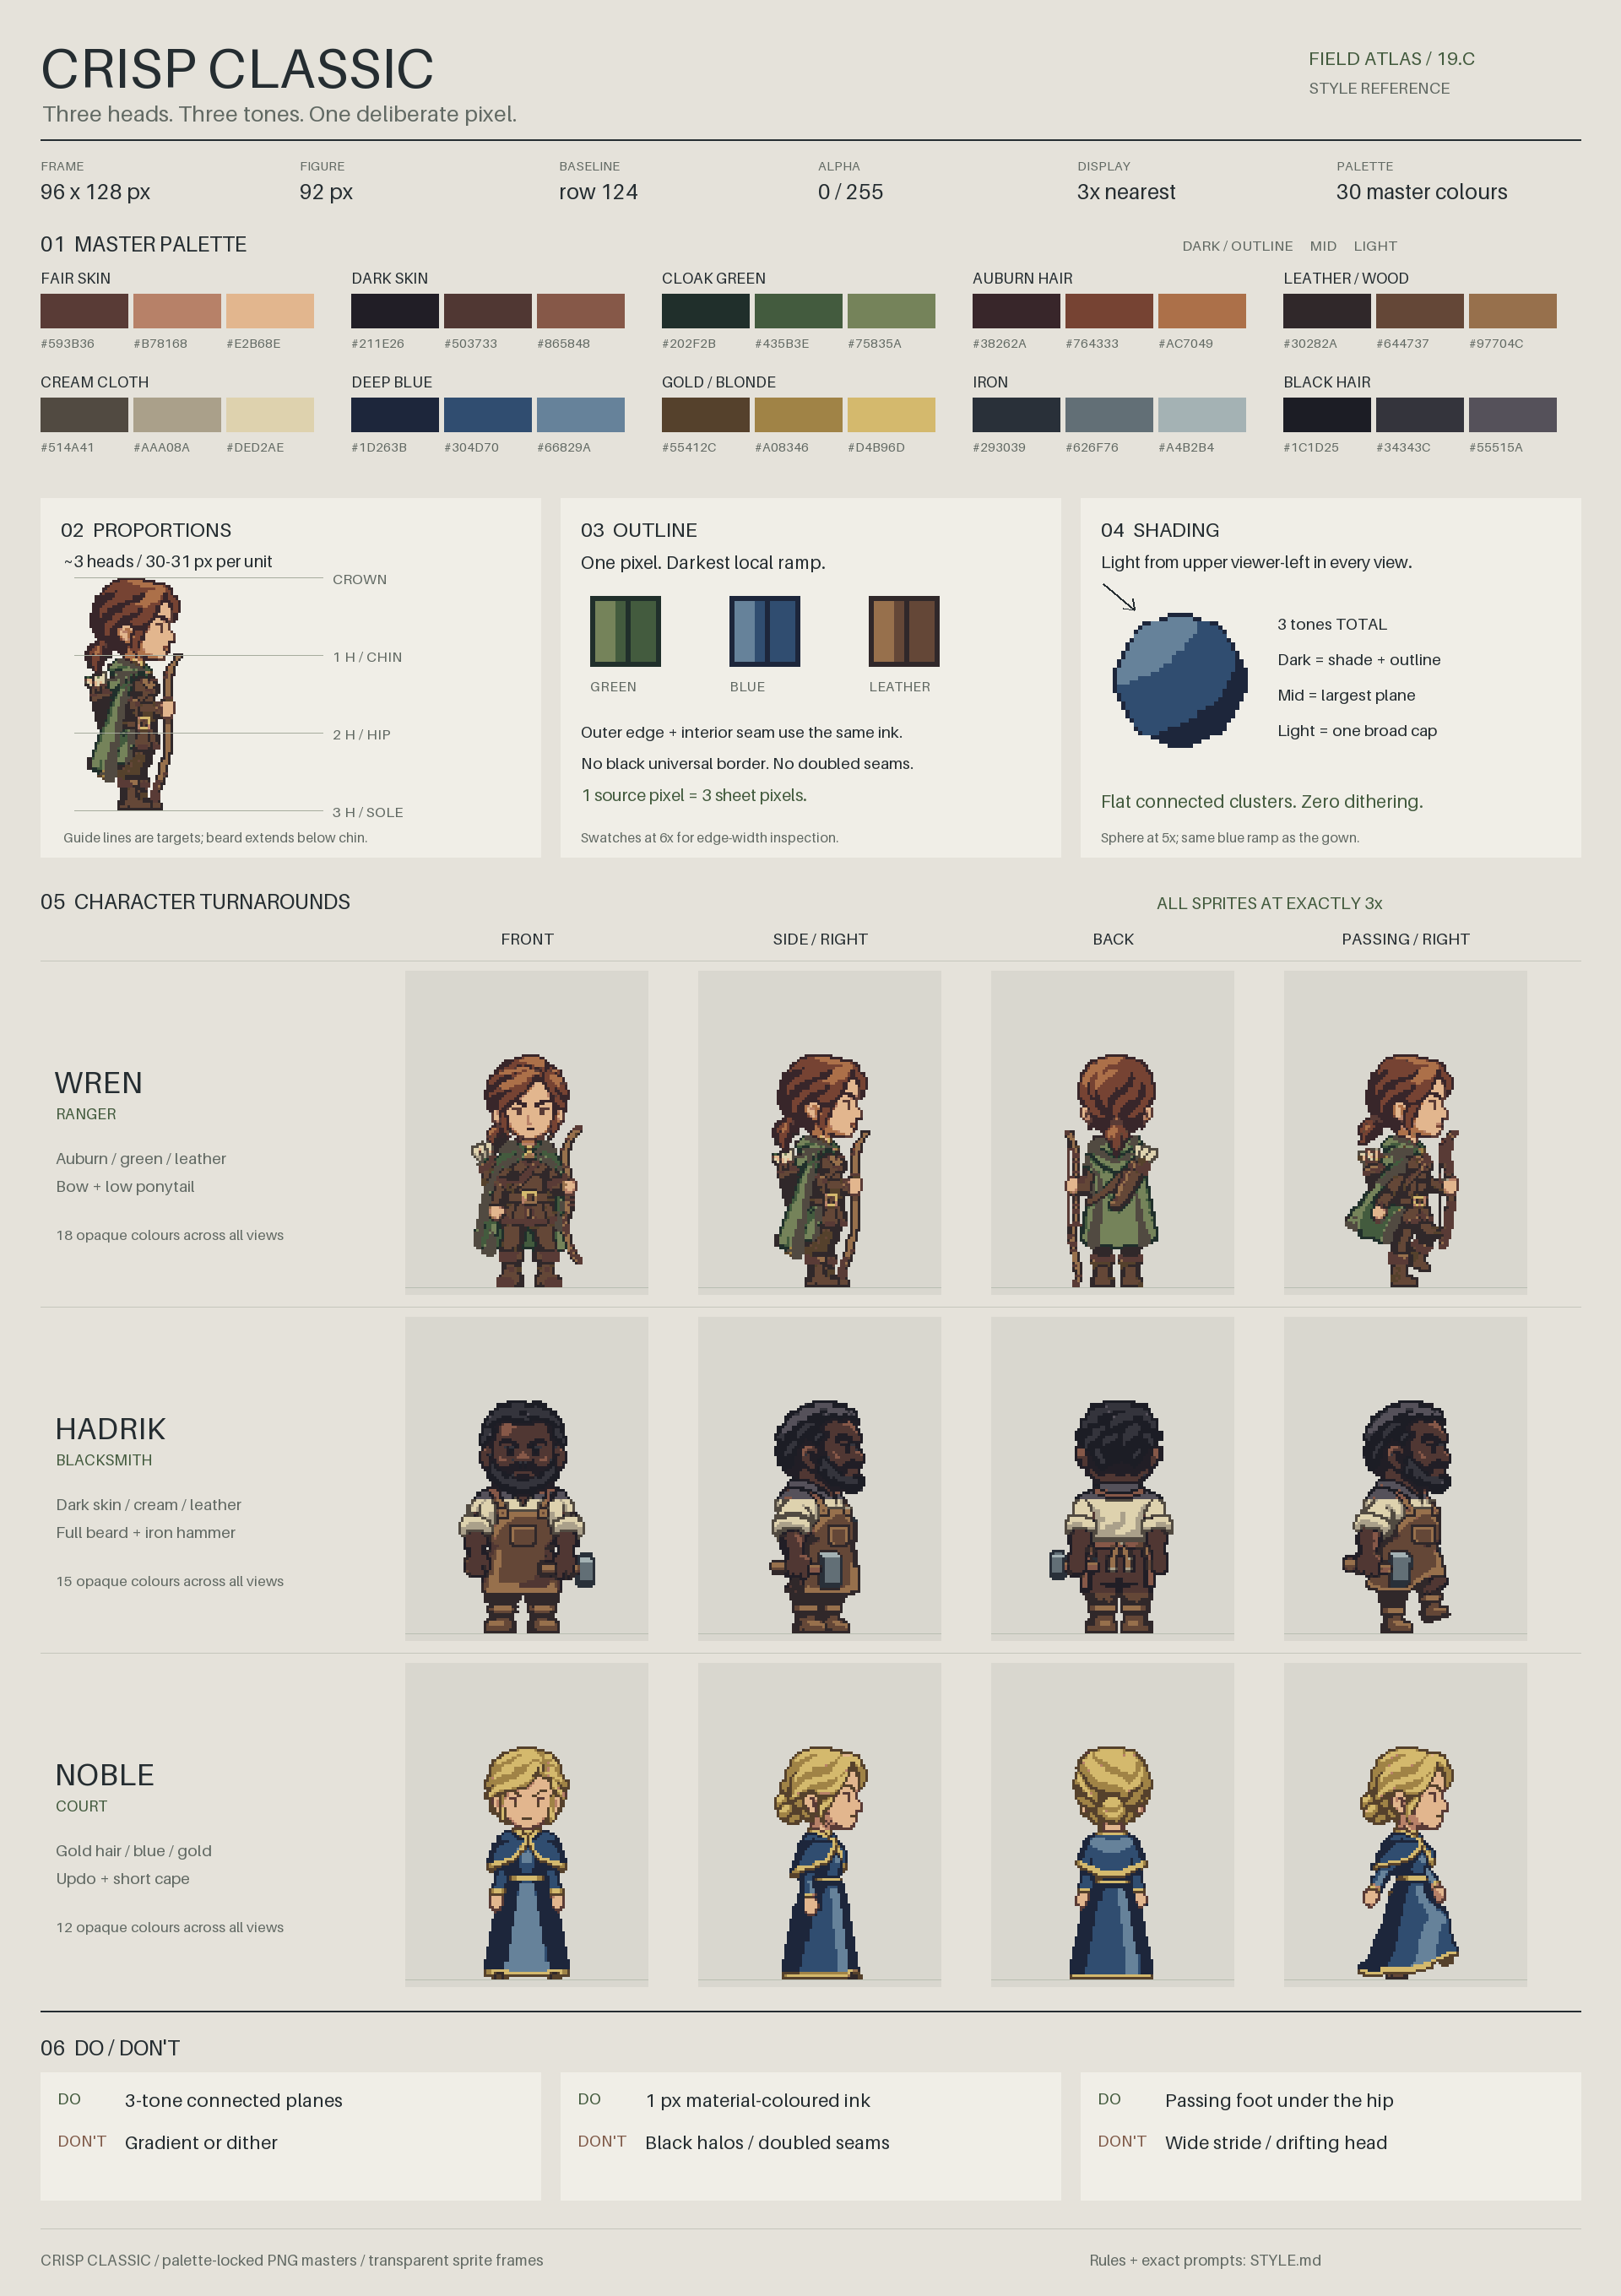 CRISP CLASSIC
Three heads. Three tones. One deliberate pixel.
FIELD ATLAS / 19.C
STYLE REFERENCE
FRAME
96 x 128 px
FIGURE
92 px
BASELINE
row 124
ALPHA
0 / 255
DISPLAY
3x nearest
PALETTE
30 master colours
01 MASTER PALETTE
DARK / OUTLINE MID LIGHT
FAIR SKIN
#593B36 #B78168 #E2B68E
DARK SKIN
#211E26 #503733 #865848
CLOAK GREEN
#202F2B #435B3E #75835A
AUBURN HAIR
#38262A #764333 #AC7049
LEATHER / WOOD
#30282A #644737 #97704C
CREAM CLOTH
#514A41 #AAA08A #DED2AE
DEEP BLUE
#1D263B #304D70 #66829A
GOLD / BLONDE
#55412C #A08346 #D4B96D
IRON
#293039 #626F76 #A4B2B4
BLACK HAIR
#1C1D25 #34343C #55515A
02 PROPORTIONS
~3 heads / 30-31 px per unit
CROWN
1 H / CHIN
2 H / HIP
3 H / SOLE
Guide lines are targets; beard extends below chin.
03 OUTLINE
One pixel. Darkest local ramp.
GREEN
BLUE
LEATHER
Outer edge + interior seam use the same ink.
No black universal border. No doubled seams.
1 source pixel = 3 sheet pixels.
Swatches at 6x for edge-width inspection.
04 SHADING
Light from upper viewer-left in every view.
3 tones TOTAL
Dark = shade + outline
Mid = largest plane
Light = one broad cap
Flat connected clusters. Zero dithering.
Sphere at 5x; same blue ramp as the gown.
05 CHARACTER TURNAROUNDS
ALL SPRITES AT EXACTLY 3x
FRONT
SIDE / RIGHT
BACK
PASSING / RIGHT
WREN
RANGER
Auburn / green / leather
Bow + low ponytail
18 opaque colours across all views
HADRIK
BLACKSMITH
Dark skin / cream / leather
Full beard + iron hammer
15 opaque colours across all views
NOBLE
COURT
Gold hair / blue / gold
Updo + short cape
12 opaque colours across all views
06 DO / DON'T
DO 3-tone connected planes
DON'T Gradient or dither
DO 1 px material-coloured ink
DON'T Black halos / doubled seams
DO Passing foot under the hip
DON'T Wide stride / drifting head
CRISP CLASSIC / palette-locked PNG masters / transparent sprite frames
Rules + exact prompts: STYLE.md